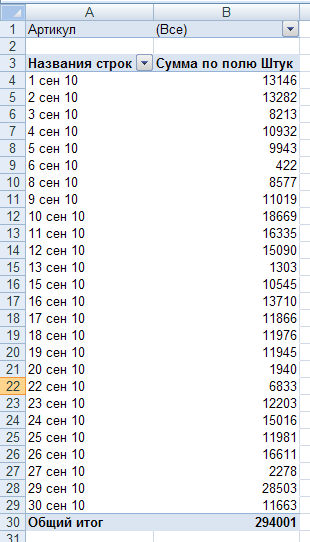 A B
1 Артикул (Все)
2
3 Названия строк Сумма по полю Штук
4 1 сен 10 13146
5 2 сен 10 13282
6 3 сен 10 8213
7 4 сен 10 10932
8 5 сен 10 9943
9 6 сен 10 422
10 8 сен 10 8577
11 9 сен 10 11019
12 10 сен 10 18669
13 11 сен 10 16335
14 12 сен 10 15090
15 13 сен 10 1303
16 15 сен 10 10545
17 16 сен 10 13710
18 17 сен 10 11866
19 18 сен 10 11976
20 19 сен 10 11945
21 20 сен 10 1940
22 22 сен 10 6833
23 23 сен 10 12203
24 24 сен 10 15016
25 25 сен 10 11981
26 26 сен 10 16611
27 27 сен 10 2278
28 29 сен 10 28503
29 30 сен 10 11663
30 Общий итог 294001
31